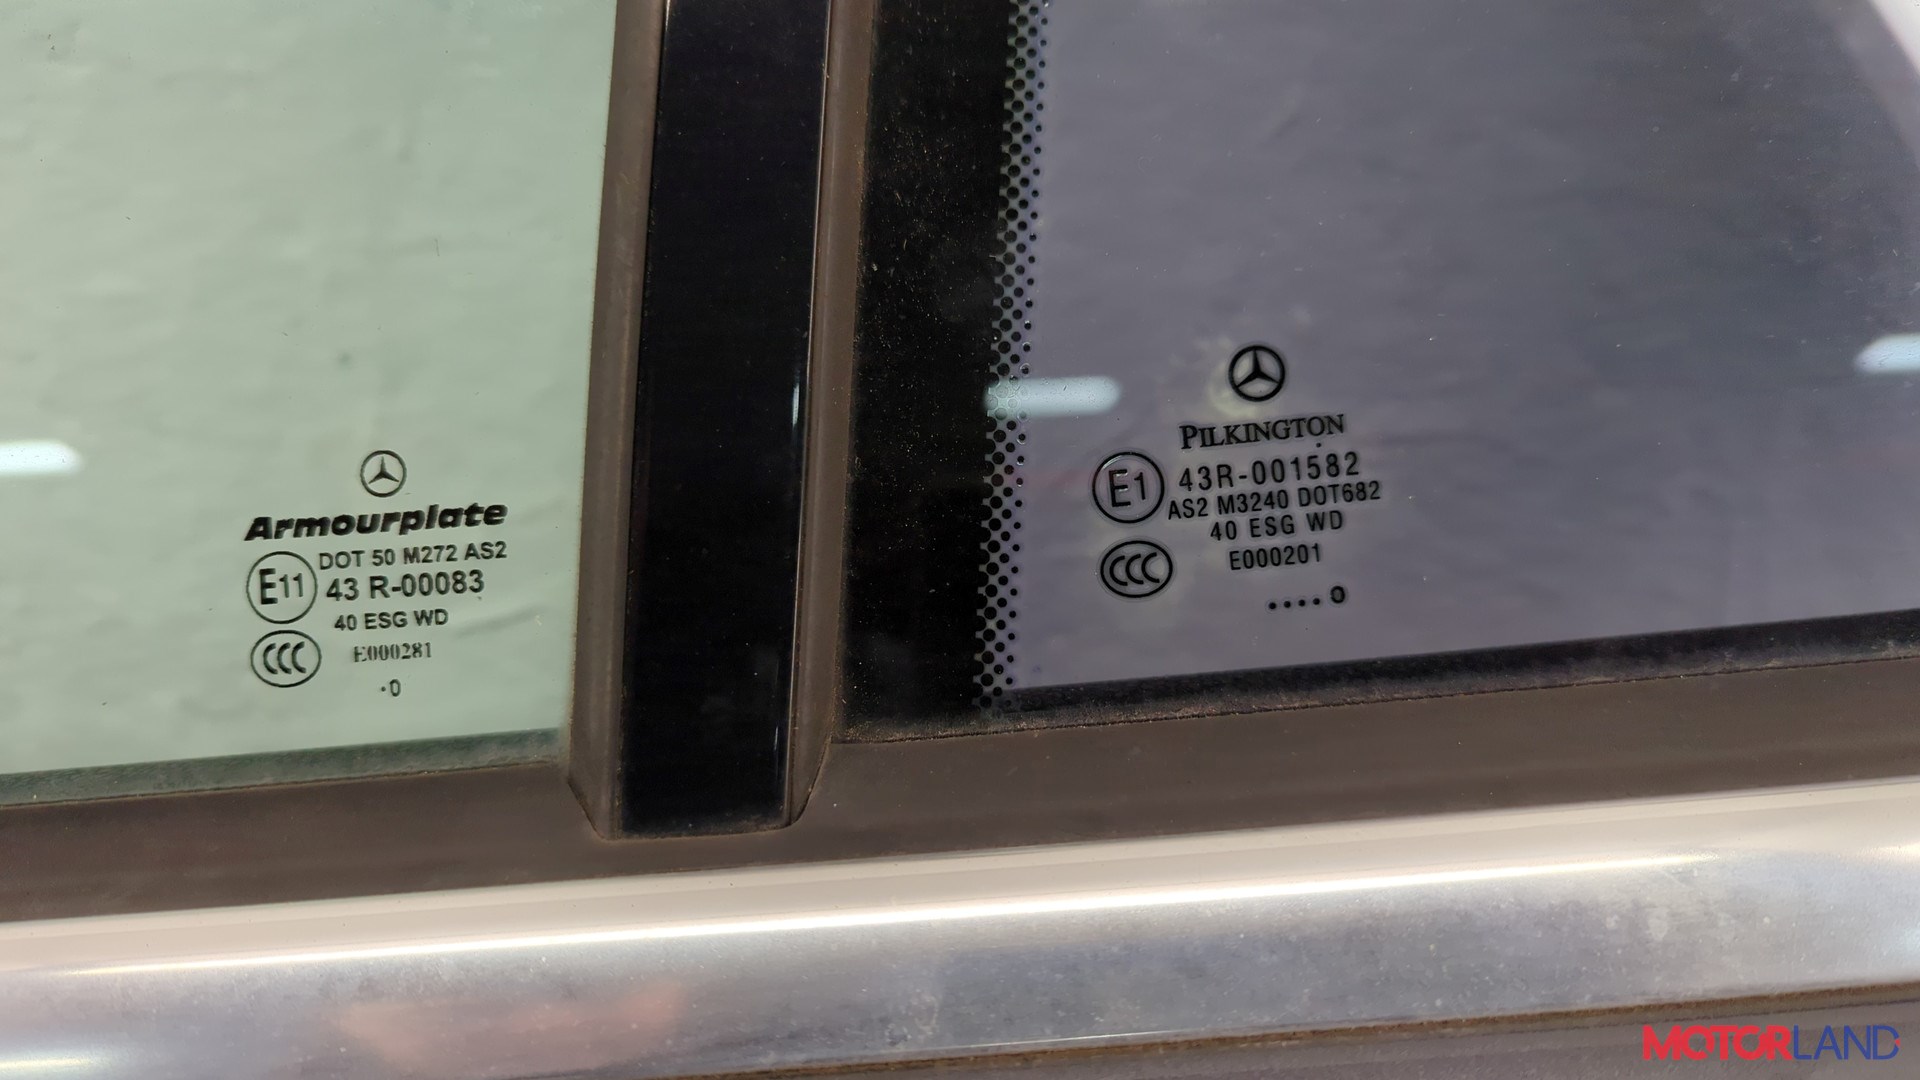 Armourplate
DOT 50 M272 AS2
E11 43 R-00083
40 ESG WD
CCC E000281
·0
PILKINGTON
E1 43R-001582
AS2 M3240 DOT682
40 ESG WD
CCC E000201
....0
MOTORLAND